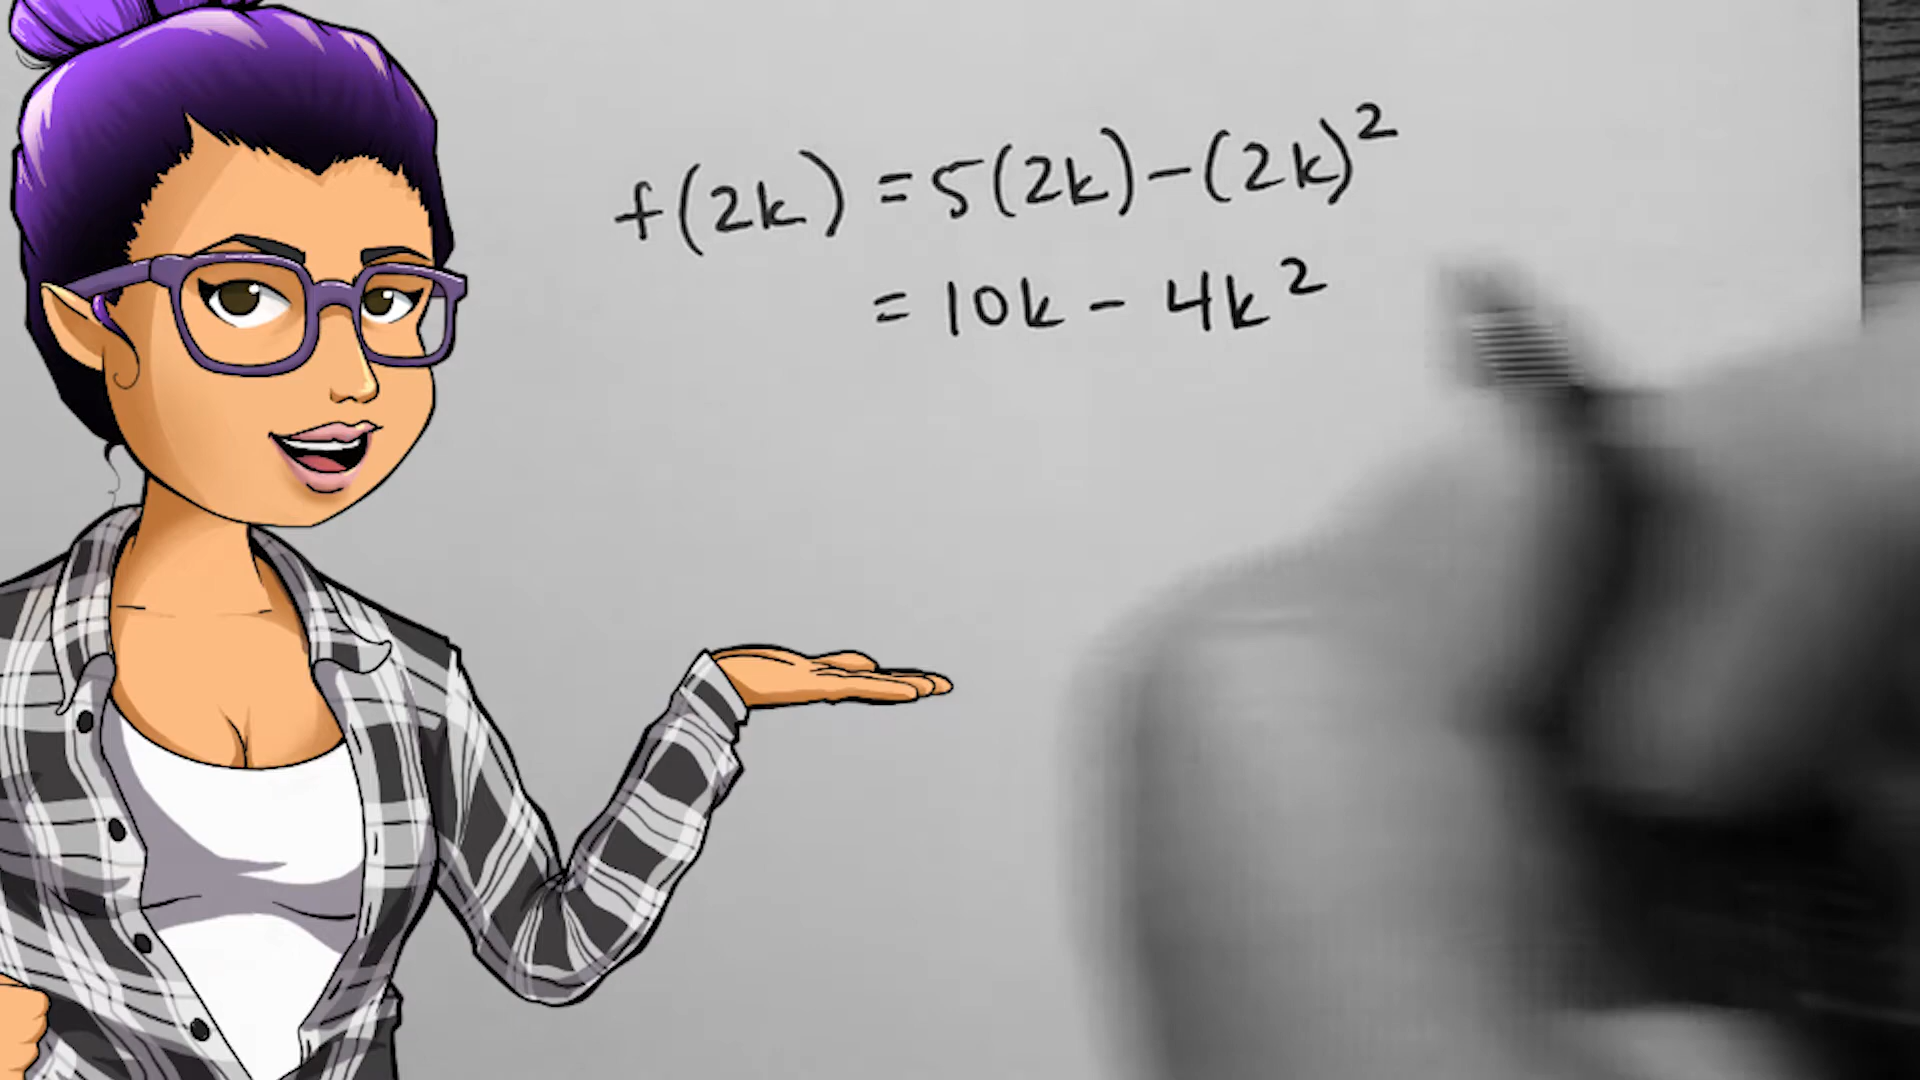 f(2k) = 5(2k) - (2k)²
= 10k - 4k²